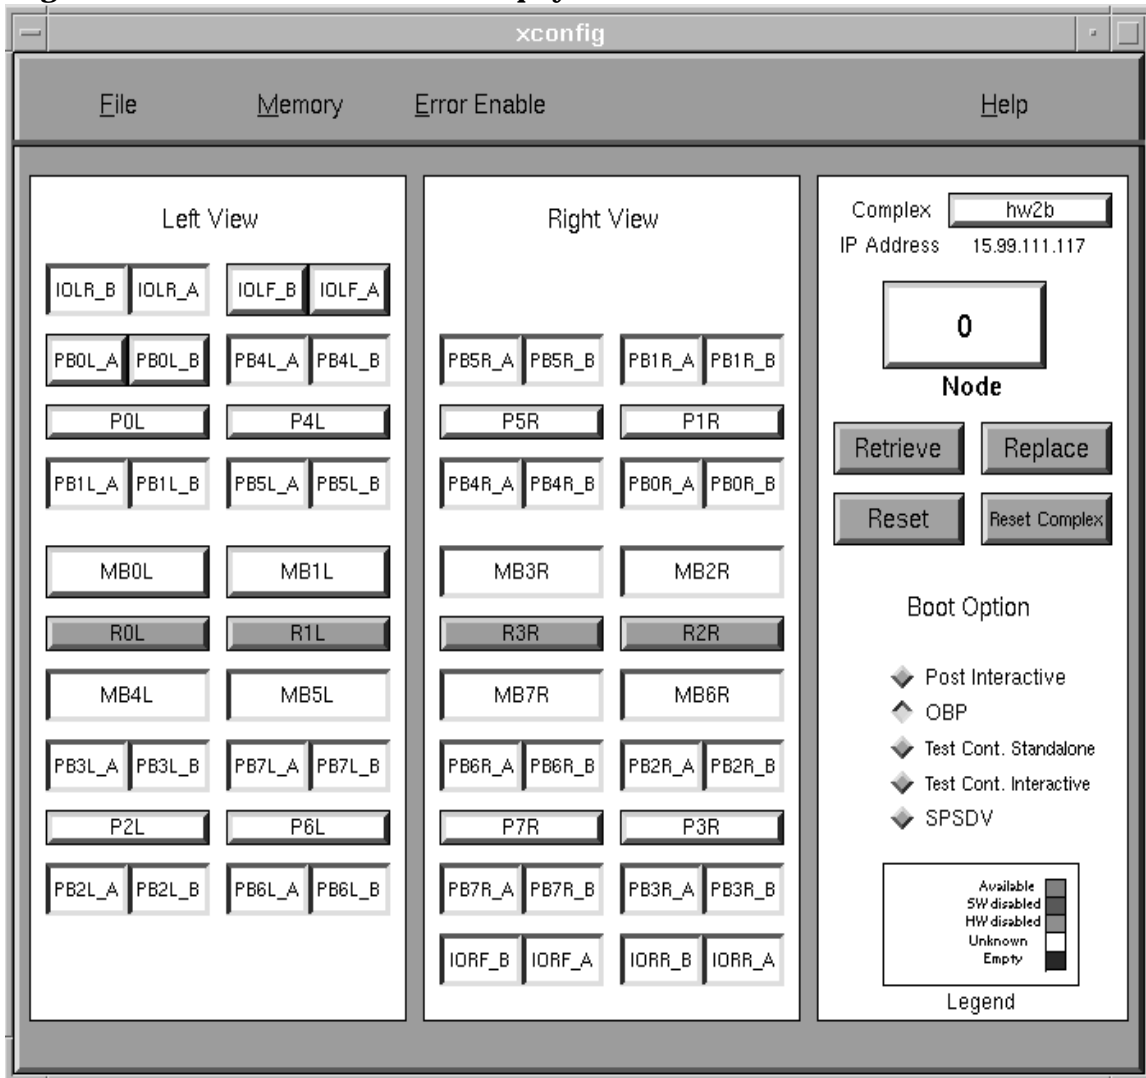 xconfig
File Memory Error Enable Help
Left View
IOLR_B IOLR_A IOLF_B IOLF_A
PB0L_A PB0L_B PB4L_A PB4L_B
P0L P4L
PB1L_A PB1L_B PB5L_A PB5L_B
MB0L MB1L
R0L R1L
MB4L MB5L
PB3L_A PB3L_B PB7L_A PB7L_B
P2L P6L
PB2L_A PB2L_B PB6L_A PB6L_B
Right View
PB5R_A PB5R_B PB1R_A PB1R_B
P5R P1R
PB4R_A PB4R_B PB0R_A PB0R_B
MB3R MB2R
R3R R2R
MB7R MB6R
PB6R_A PB6R_B PB2R_A PB2R_B
P7R P3R
PB7R_A PB7R_B PB3R_A PB3R_B
IORF_B IORF_A IORR_B IORR_A
Complex hw2b
IP Address 15.99.111.117
0
Node
Retrieve Replace
Reset Reset Complex
Boot Option
Post Interactive
OBP
Test Cont. Standalone
Test Cont. Interactive
SPSDV
Available
SW disabled
HW disabled
Unknown
Empty
Legend